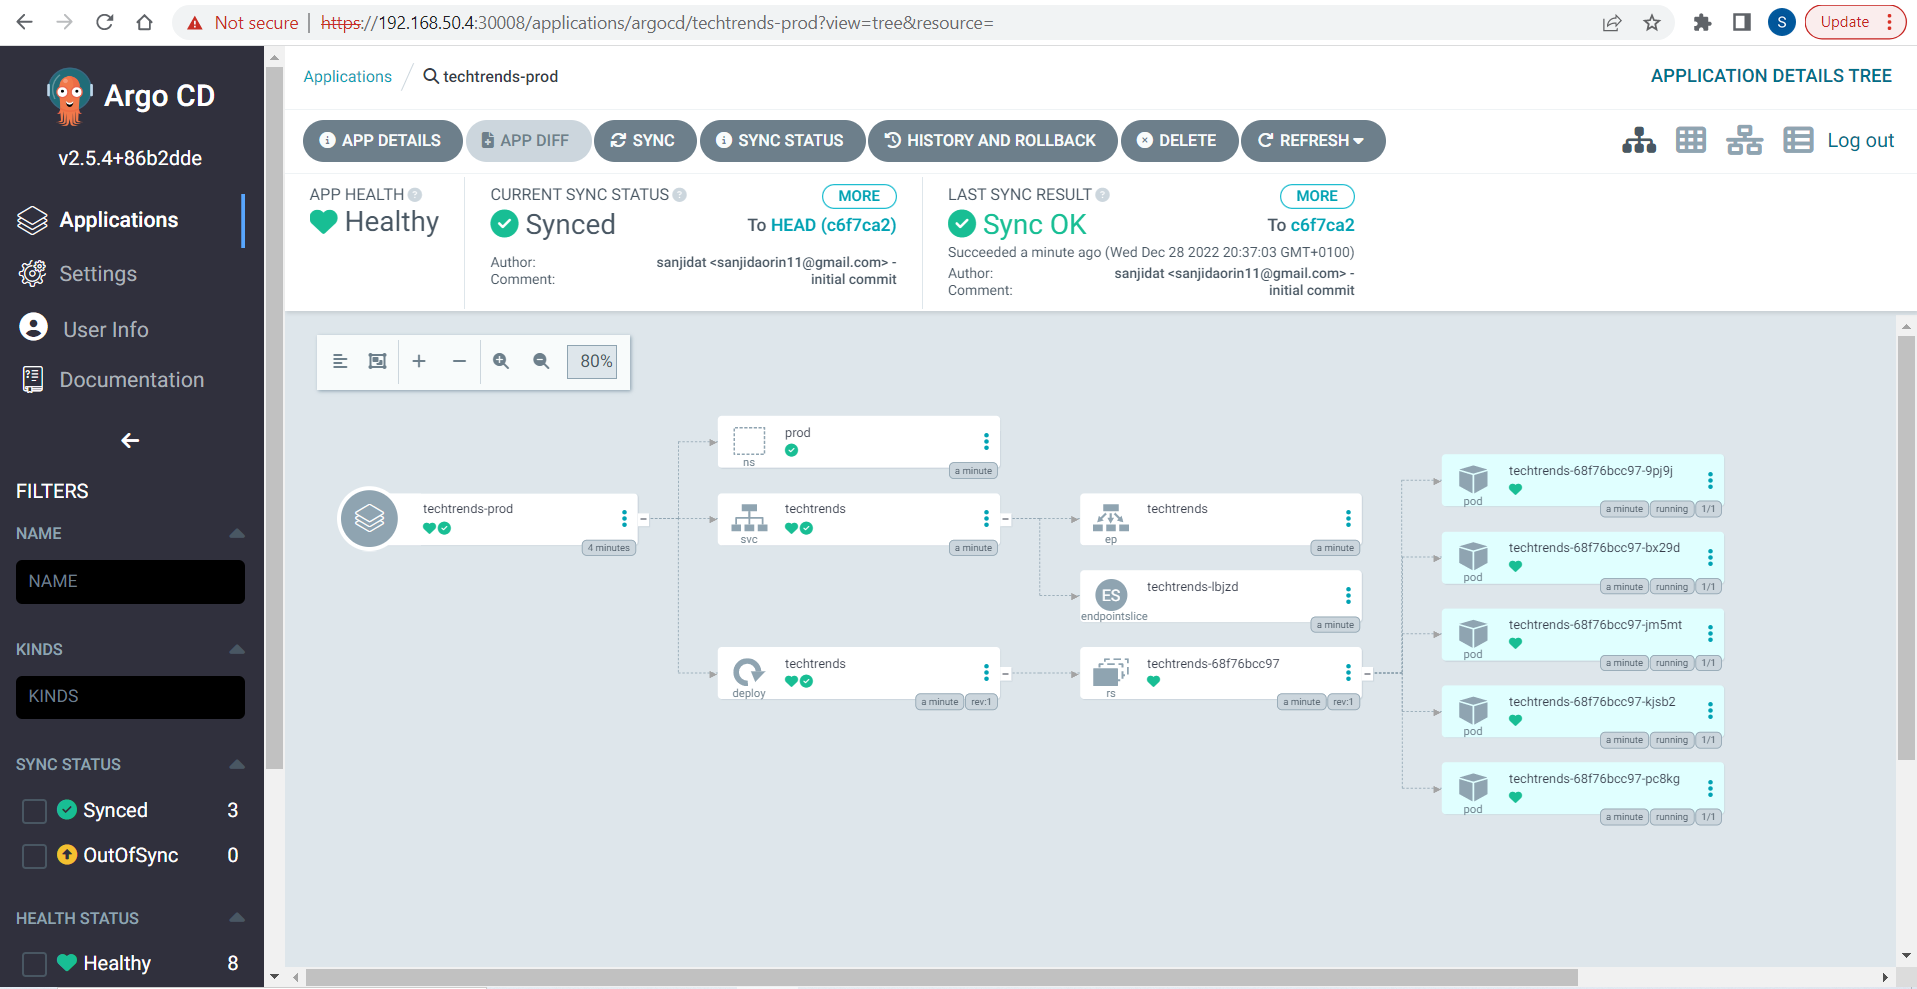 Not secure | https://192.168.50.4:30008/applications/argocd/techtrends-prod?view=tree&resource=
S
Update
Argo CD
v2.5.4+86b2dde
Applications
Settings
User Info
Documentation
FILTERS
NAME
NAME
KINDS
KINDS
SYNC STATUS
Synced 3
OutOfSync 0
HEALTH STATUS
Healthy 8
Applications / techtrends-prod
APPLICATION DETAILS TREE
APP DETAILS
APP DIFF
SYNC
SYNC STATUS
HISTORY AND ROLLBACK
DELETE
REFRESH
Log out
APP HEALTH
Healthy
CURRENT SYNC STATUS
MORE
Synced
To HEAD (c6f7ca2)
Author: sanjidat <sanjidaorin11@gmail.com> -
Comment: initial commit
LAST SYNC RESULT
MORE
Sync OK
To c6f7ca2
Succeeded a minute ago (Wed Dec 28 2022 20:37:03 GMT+0100)
Author: sanjidat <sanjidaorin11@gmail.com> -
Comment: initial commit
80%
techtrends-prod
4 minutes
prod
ns
a minute
techtrends
svc
a minute
techtrends
deploy
a minute rev:1
techtrends
ep
a minute
ES
techtrends-lbjzd
endpointslice
a minute
techtrends-68f76bcc97
rs
a minute rev:1
techtrends-68f76bcc97-9pj9j
pod
a minute running 1/1
techtrends-68f76bcc97-bx29d
pod
a minute running 1/1
techtrends-68f76bcc97-jm5mt
pod
a minute running 1/1
techtrends-68f76bcc97-kjsb2
pod
a minute running 1/1
techtrends-68f76bcc97-pc8kg
pod
a minute running 1/1